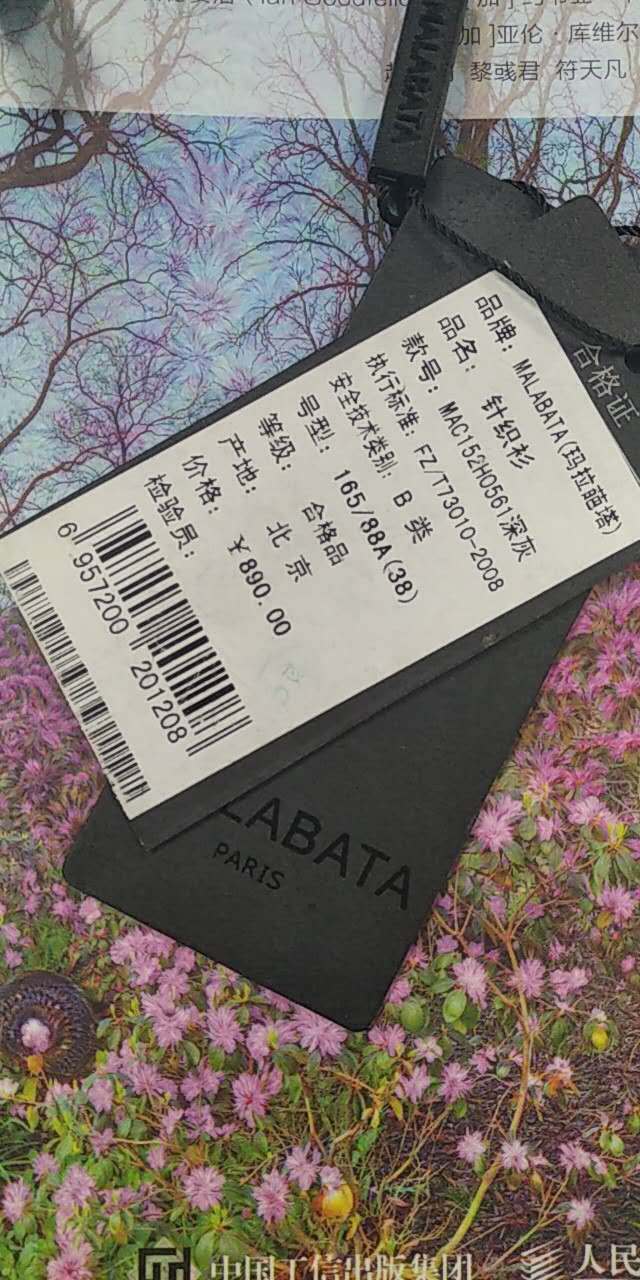 加]亚伦·库维尔
黎彧君 符天凡
MALABATA
合格证
品牌：MALABATA(玛拉葩塔)
品名：针织衫
款号：MAC152H0561深灰
执行标准：FZ/T73010-2008
安全技术类别：B 类
号型：165/88A(38)
等级：合格品
产地：北京
价格：￥890.00
检验员：
6 957200 201208
LABATA
PARIS
中国工信出版集团
人民